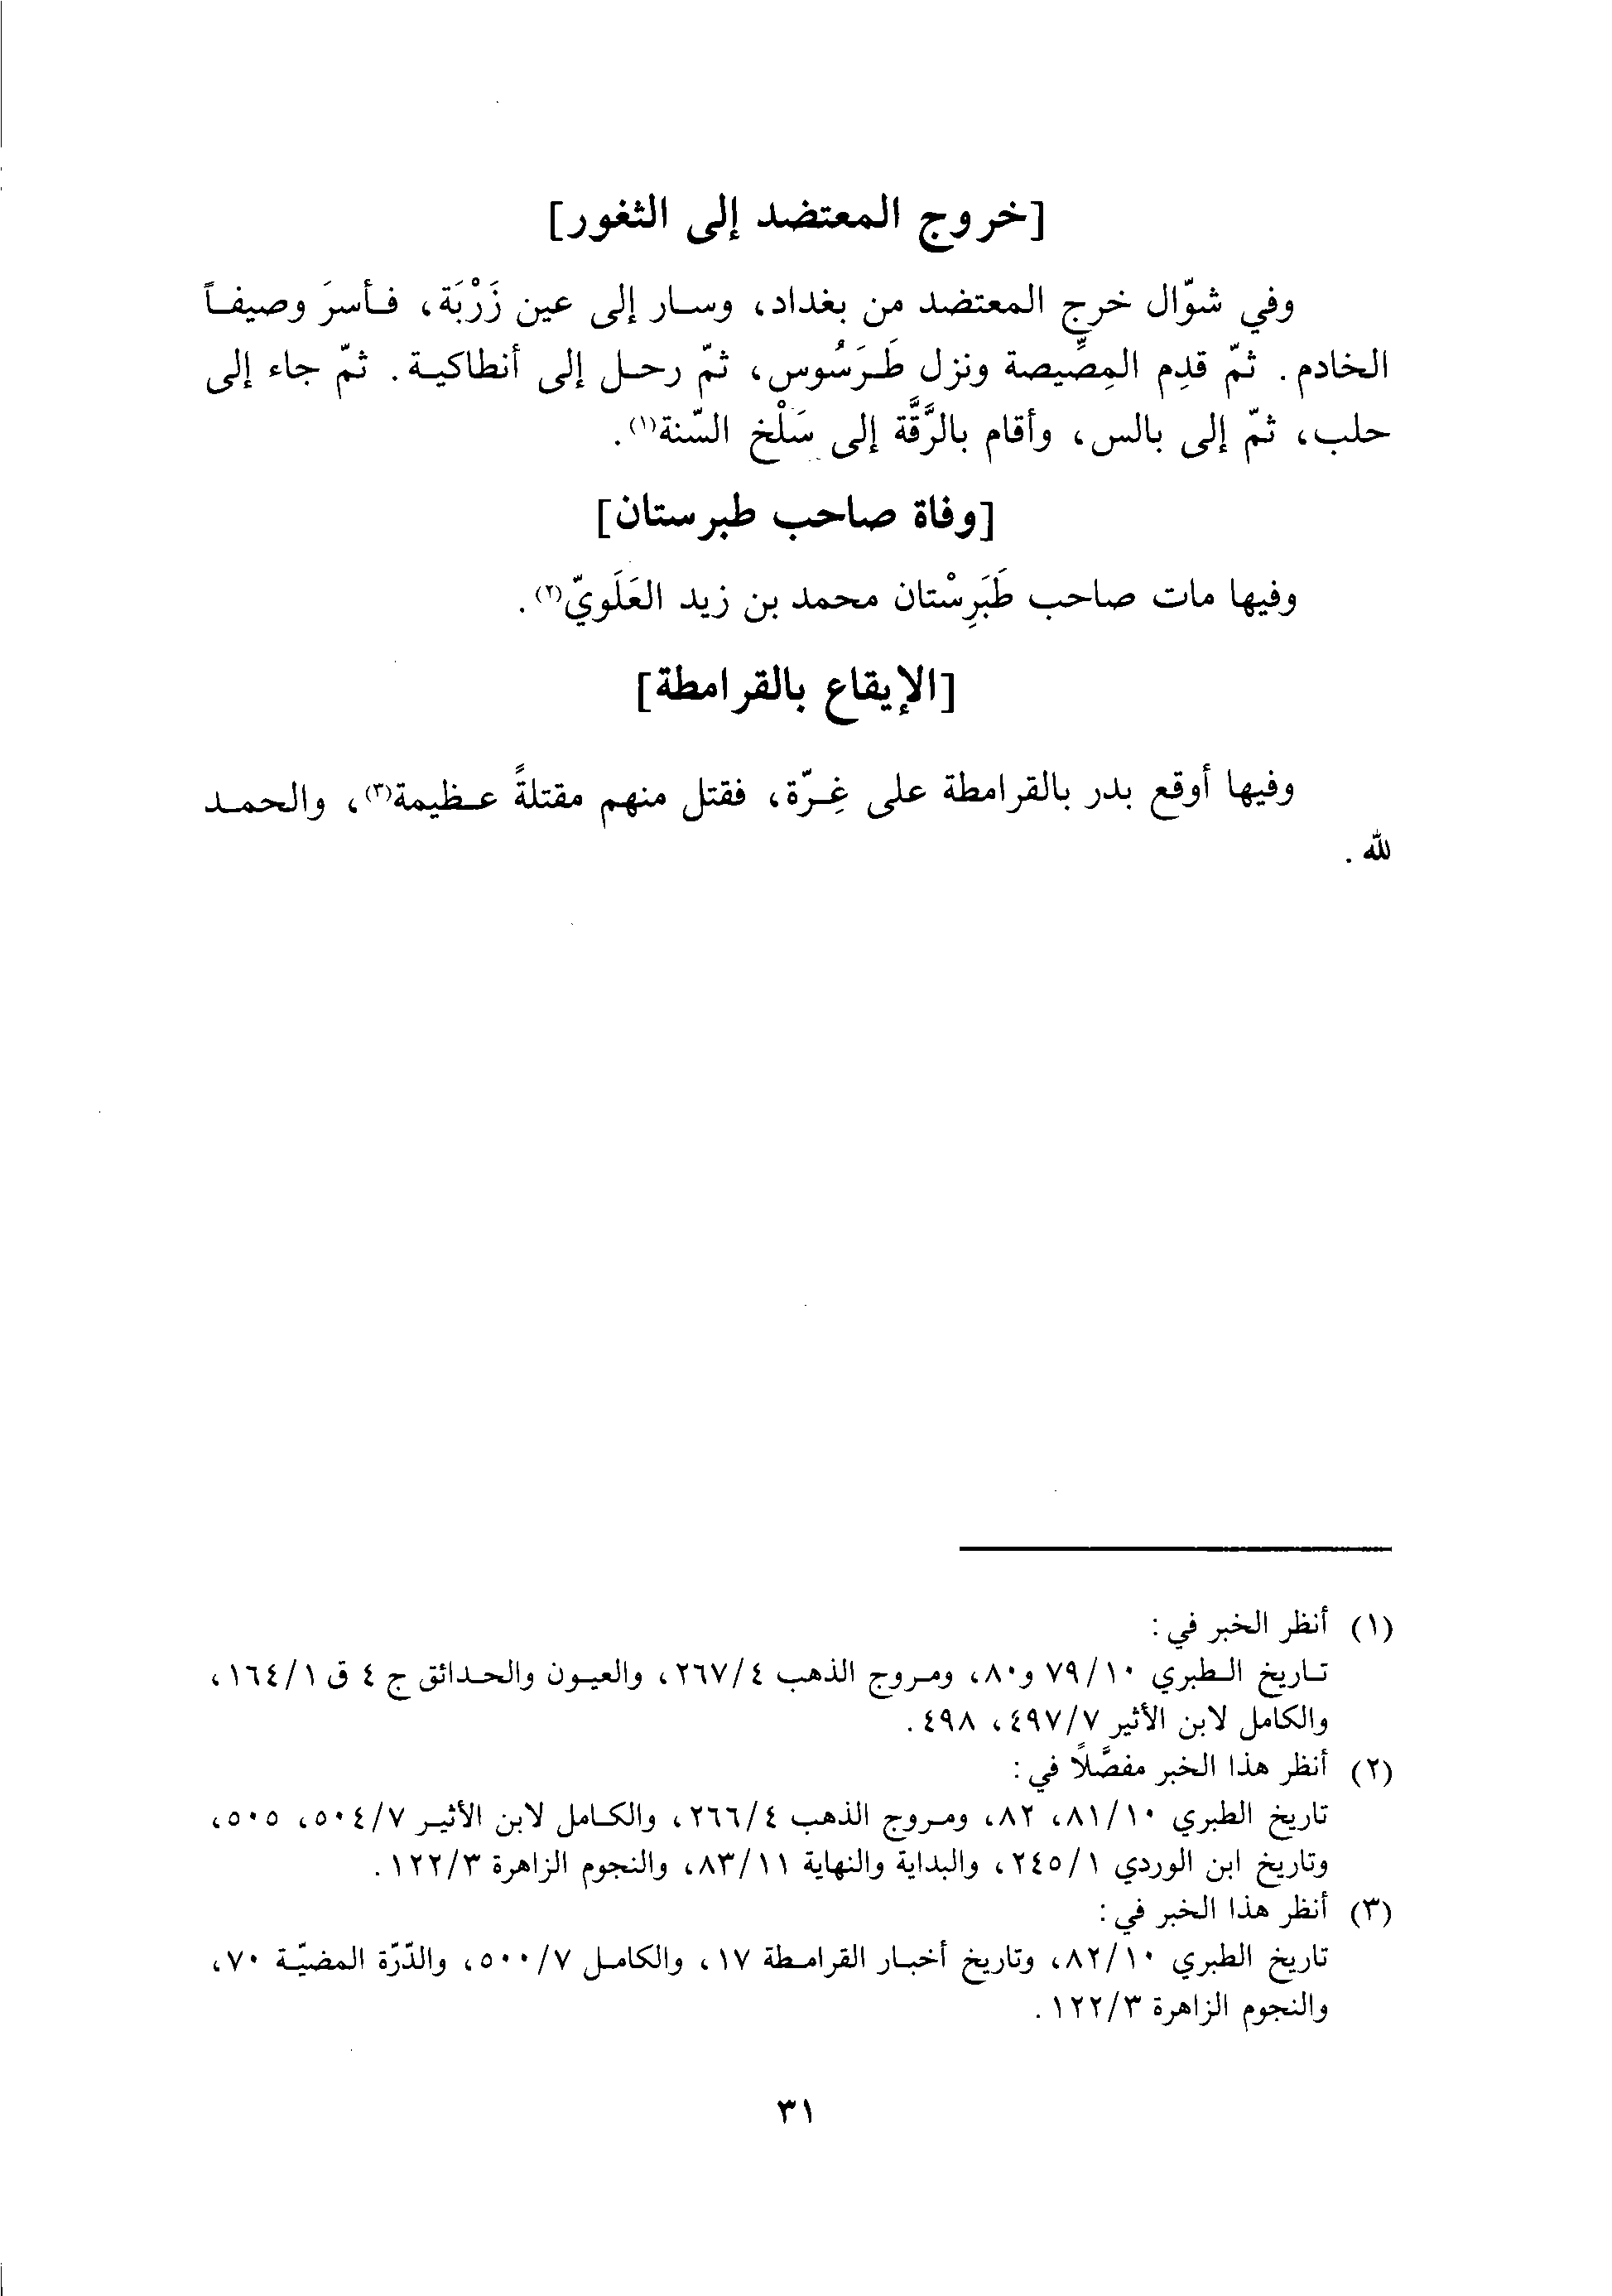 [خروج المعتضد إلى الثغور]
وفي شوّال خرج المعتضد من بغداد، وسار إلى عين زَرْبَة، فأسرَ وصيفاً
الخادم. ثمّ قدِم المِصِّيصة ونزل طَرَسُوس، ثمّ رحل إلى أنطاكية. ثمّ جاء إلى
حلب، ثمّ إلى بالس، وأقام بالرَّقَّة إلى سَلْخ السّنة(١).
[وفاة صاحب طبرستان]
وفيها مات صاحب طَبَرِسْتان محمد بن زيد العَلَويّ(٢).
[الإيقاع بالقرامطة]
وفيها أوقع بدر بالقرامطة على غِرّة، فقتل منهم مقتلةً عظيمة(٣)، والحمد
لله.
(١) أنظر الخبر في:
تاريخ الطبري ١٠/٧٩ و٨٠، ومروج الذهب ٤/٢٦٧، والعيون والحدائق ج ٤ ق ١/١٦٤،
والكامل لابن الأثير ٧/٤٩٧، ٤٩٨.
(٢) أنظر هذا الخبر مفصَّلاً في:
تاريخ الطبري ١٠/٨١، ٨٢، ومروج الذهب ٤/٢٦٦، والكامل لابن الأثير ٧/٥٠٤، ٥٠٥،
وتاريخ ابن الوردي ١/٢٤٥، والبداية والنهاية ١١/٨٣، والنجوم الزاهرة ٣/١٢٢.
(٣) أنظر هذا الخبر في:
تاريخ الطبري ١٠/٨٢، وتاريخ أخبار القرامطة ١٧، والكامل ٧/٥٠٠، والدّرّة المضيّة ٧٠،
والنجوم الزاهرة ٣/١٢٢.
٣١